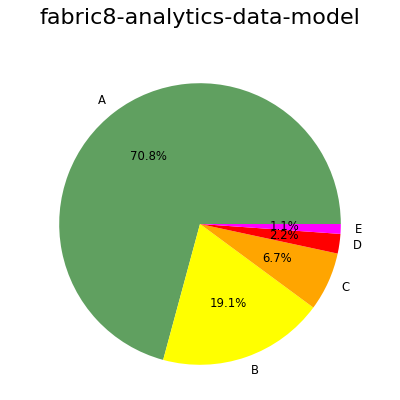 fabric8-analytics-data-model
A
70.8%
1.1%
E
2.2%
D
6.7%
C
19.1%
B